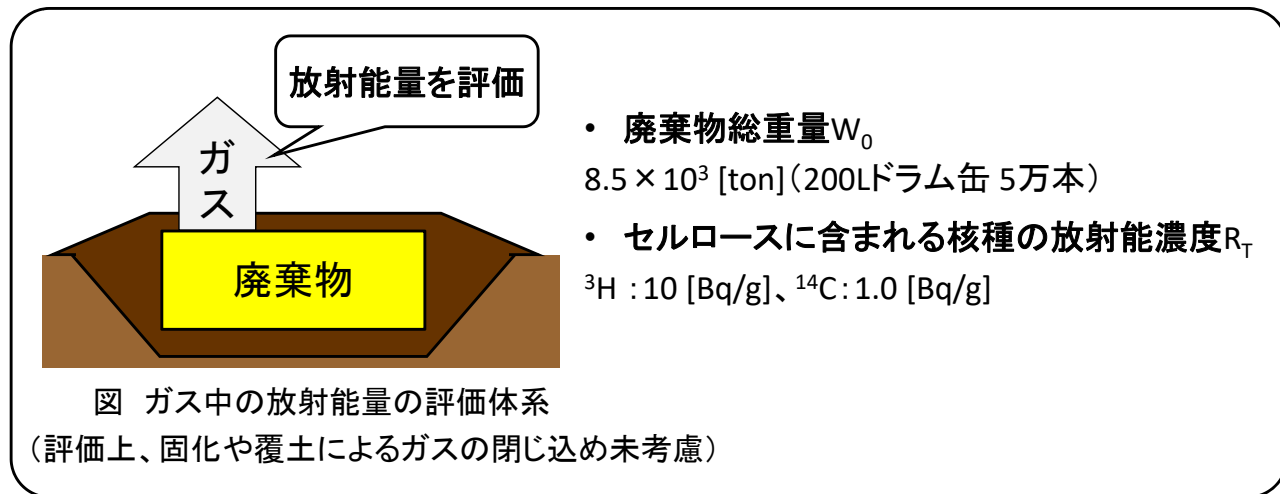 放射能量を評価
ガス
廃棄物
図 ガス中の放射能量の評価体系
(評価上、固化や覆土によるガスの閉じ込め未考慮)
• 廃棄物総重量W₀
8.5×10³ [ton](200Lドラム缶 5万本)
• セルロースに含まれる核種の放射能濃度R_T
³H :10 [Bq/g]、¹⁴C:1.0 [Bq/g]